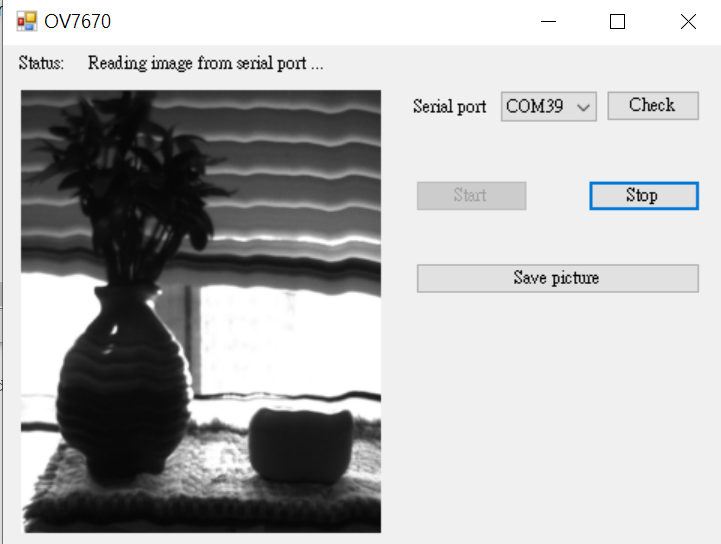 OV7670
Status: Reading image from serial port ...
Serial port COM39 Check
Start Stop
Save picture